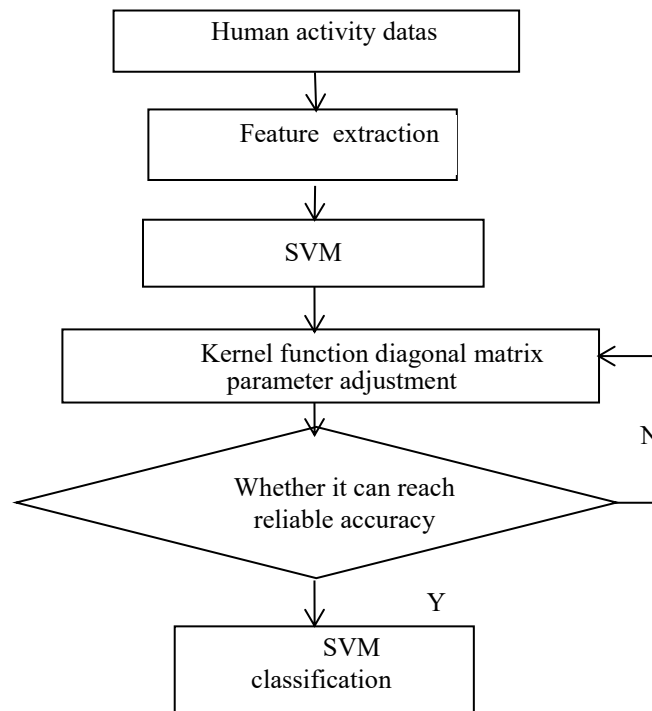 Human activity datas
Feature extraction
SVM
Kernel function diagonal matrix
parameter adjustment
N
Whether it can reach
reliable accuracy
Y
SVM
classification